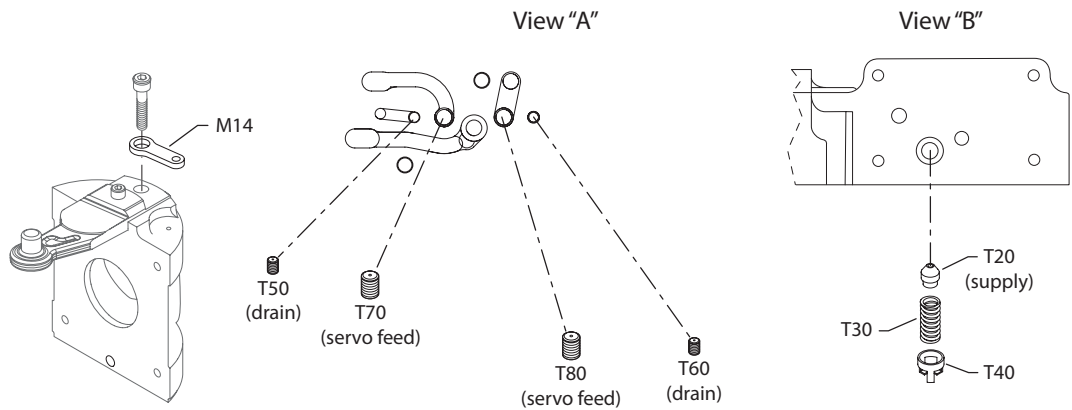 View “A”
View “B”
M14
T50
(drain)
T70
(servo feed)
T80
(servo feed)
T60
(drain)
T20
(supply)
T30
T40